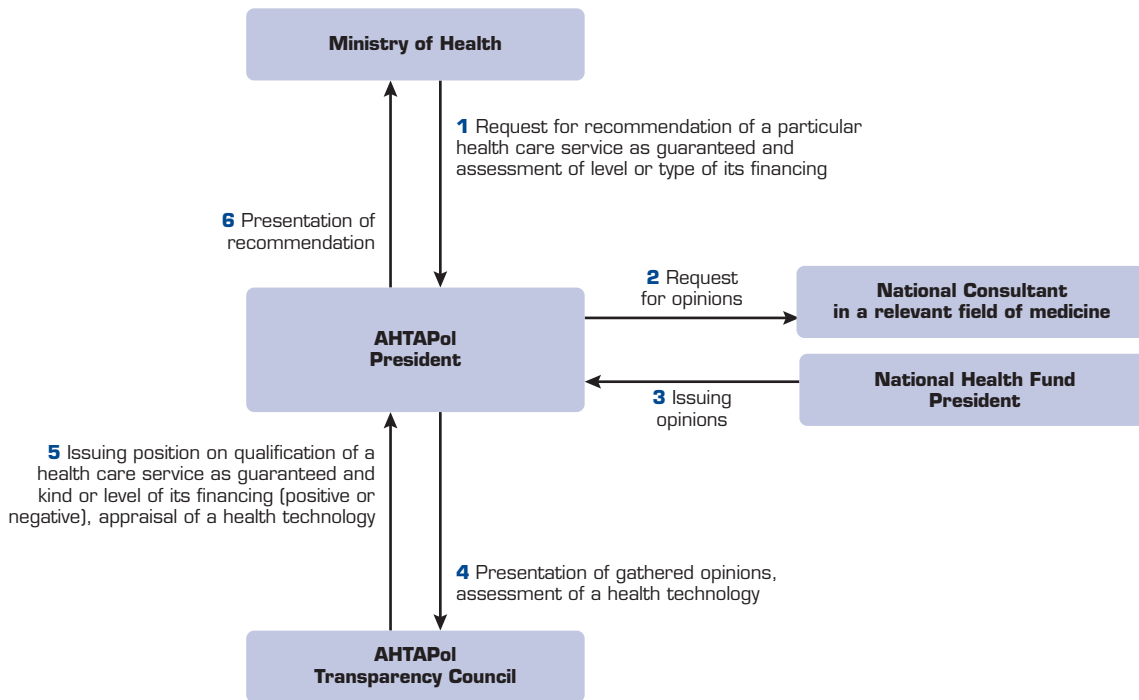 Ministry of Health
1 Request for recommendation of a particular
health care service as guaranteed and
assessment of level or type of its financing
6 Presentation of
recommendation
AHTAPol
President
2 Request
for opinions
National Consultant
in a relevant field of medicine
3 Issuing
opinions
National Health Fund
President
5 Issuing position on qualification of a
health care service as guaranteed and
kind or level of its financing (positive or
negative), appraisal of a health technology
4 Presentation of gathered opinions,
assessment of a health technology
AHTAPol
Transparency Council